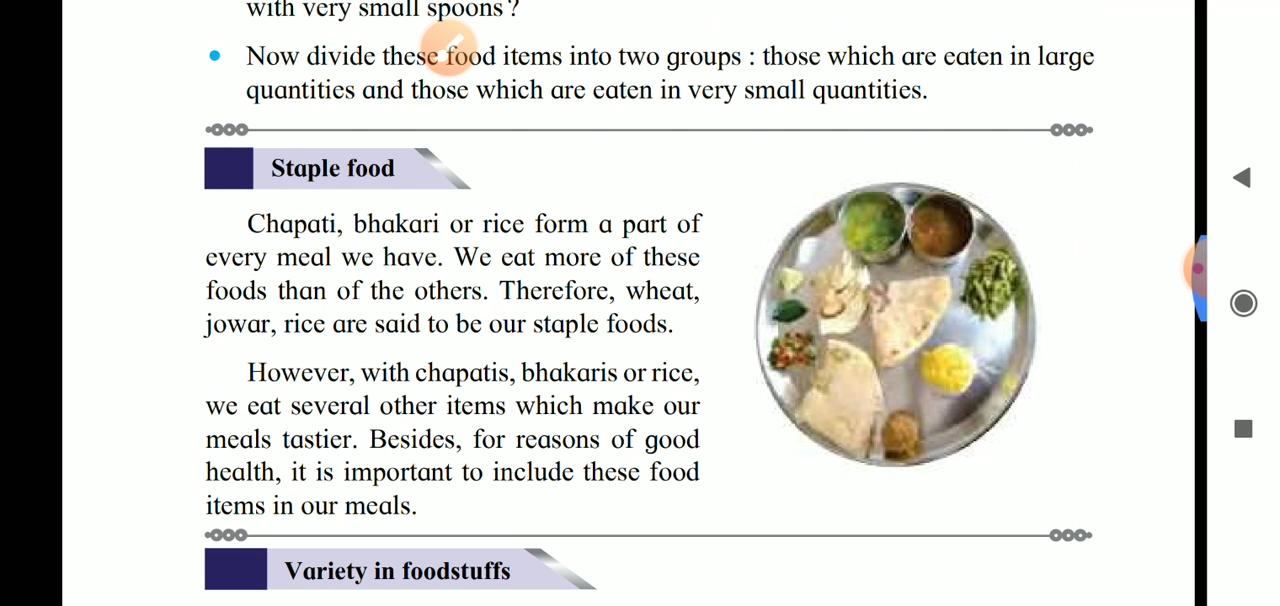 with very small spoons ?
Now divide these food items into two groups : those which are eaten in large
quantities and those which are eaten in very small quantities.
Staple food
Chapati, bhakari or rice form a part of
every meal we have. We eat more of these
foods than of the others. Therefore, wheat,
jowar, rice are said to be our staple foods.
However, with chapatis, bhakaris or rice,
we eat several other items which make our
meals tastier. Besides, for reasons of good
health, it is important to include these food
items in our meals.
Variety in foodstuffs